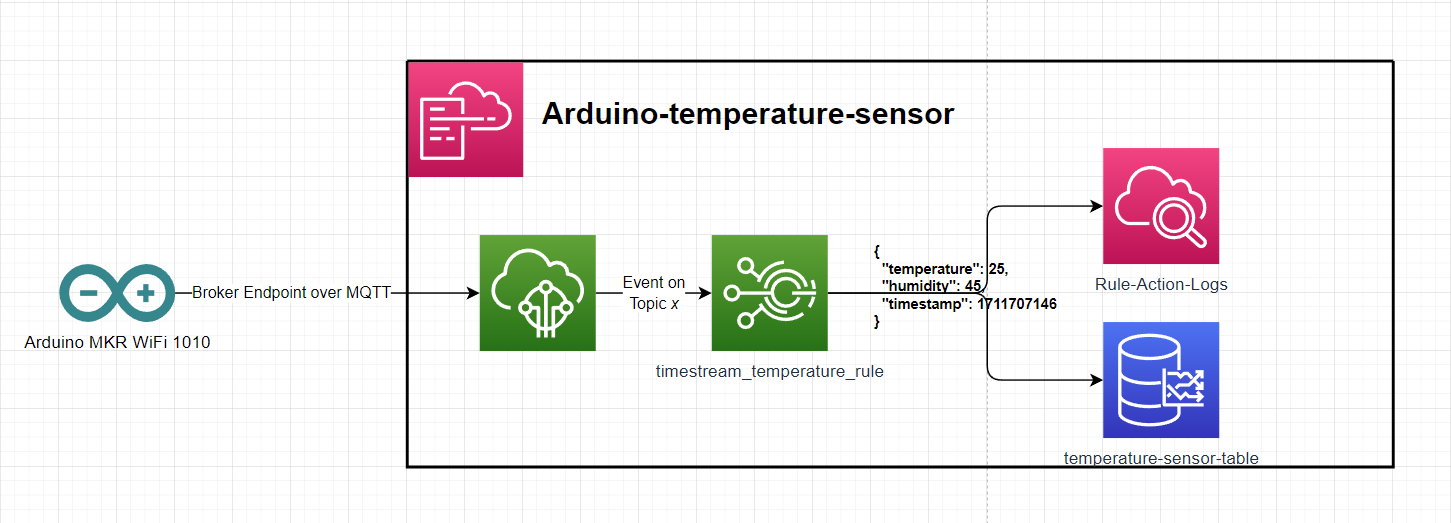 Arduino-temperature-sensor
Broker Endpoint over MQTT
Arduino MKR WiFi 1010
Event on
Topic x
timestream_temperature_rule
{
"temperature": 25,
"humidity": 45,
"timestamp": 1711707146
}
Rule-Action-Logs
temperature-sensor-table